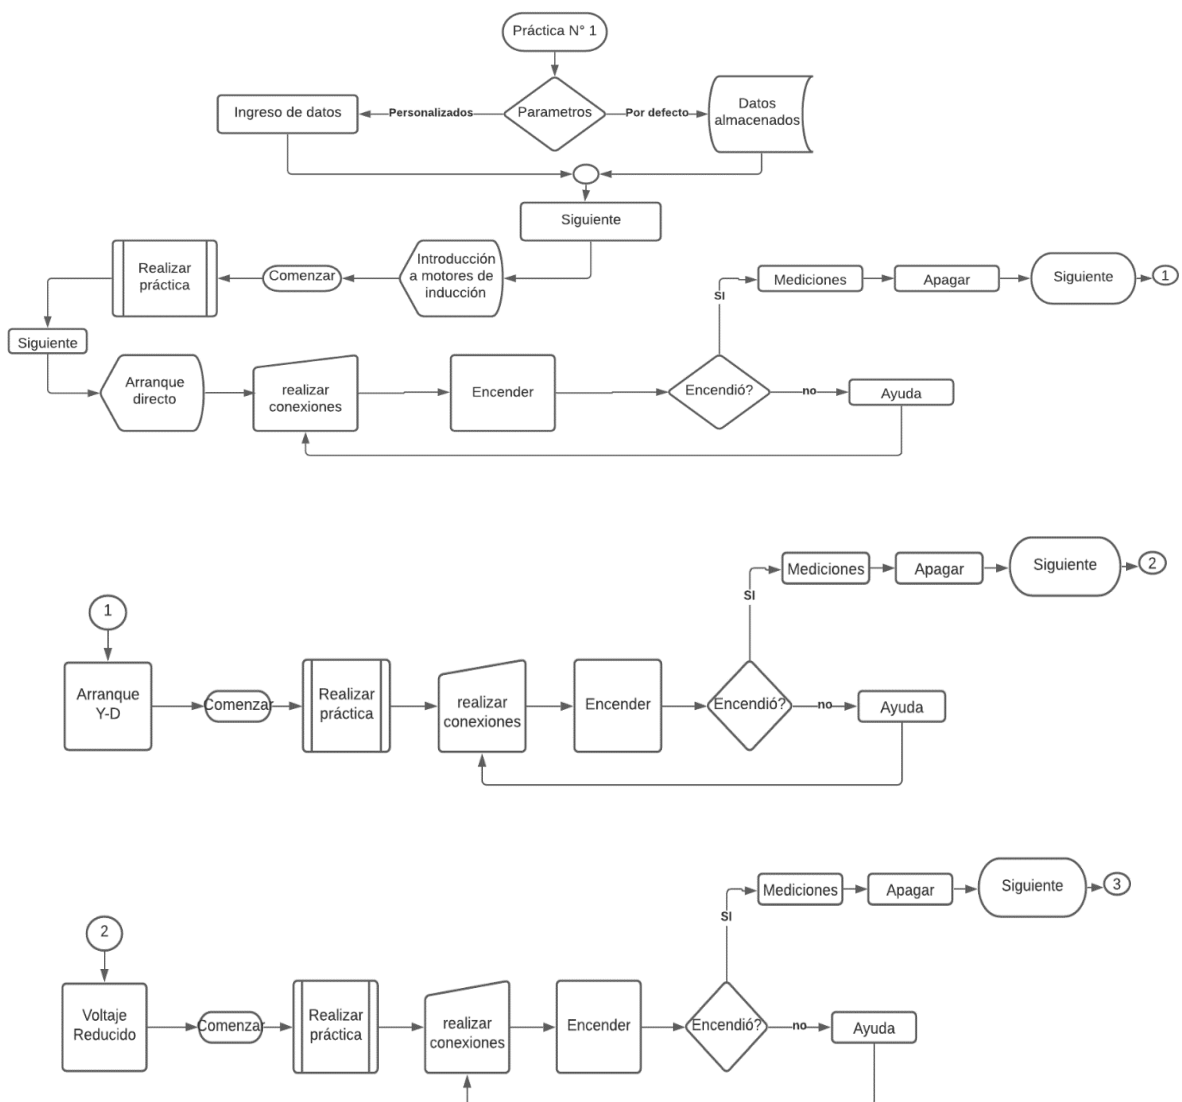 Práctica N° 1
Ingreso de datos
Personalizados
Parametros
Por defecto
Datos
almacenados
Siguiente
Realizar
práctica
Comenzar
Introducción
a motores de
inducción
SI
Mediciones
Apagar
Siguiente
1
Siguiente
Arranque
directo
realizar
conexiones
Encender
Encendió?
no
Ayuda
SI
Mediciones
Apagar
Siguiente
2
1
Arranque
Y-D
Comenzar
Realizar
práctica
realizar
conexiones
Encender
Encendió?
no
Ayuda
SI
Mediciones
Apagar
Siguiente
3
2
Voltaje
Reducido
Comenzar
Realizar
práctica
realizar
conexiones
Encender
Encendió?
no
Ayuda